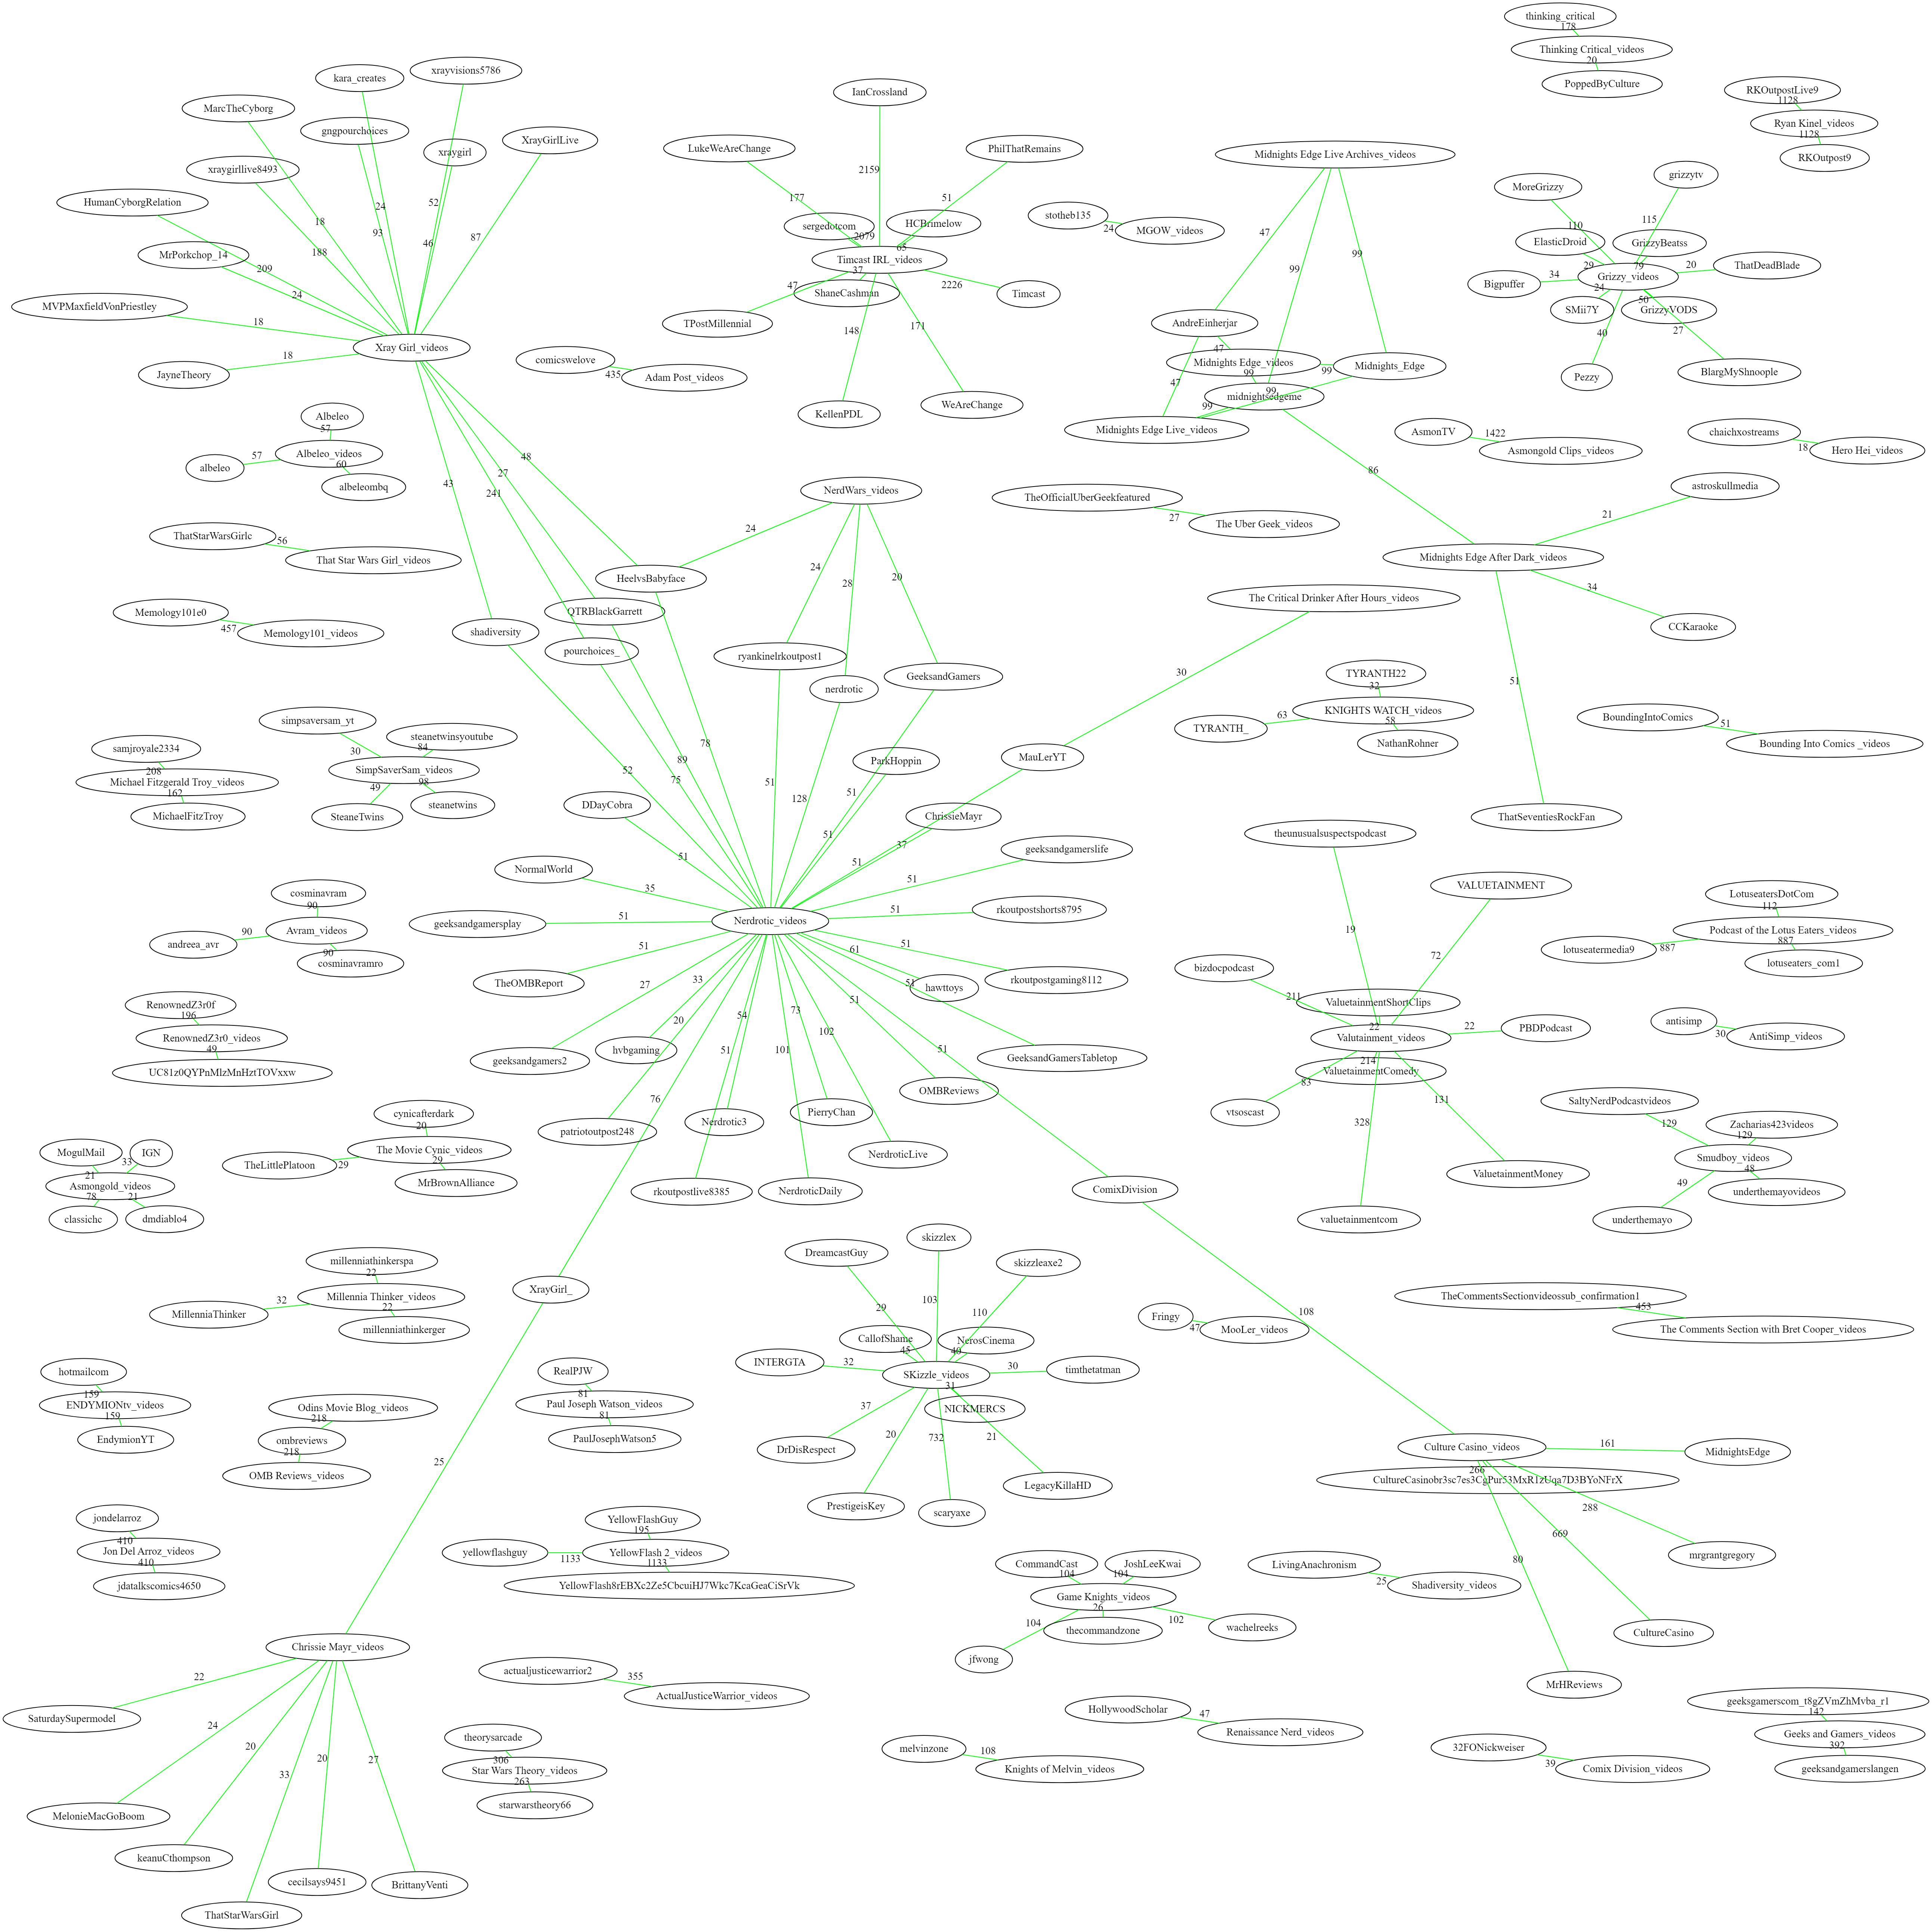 thinking_critical
178
Thinking Critical_videos
20
PoppedByCulture
kara_creates
xrayvisions5786
MarcTheCyborg
gngpourchoices
XrayGirlLive
xraygirl
xraygirllive8493
HumanCyborgRelation
MrPorkchop_14
MVPMaxfieldVonPriestley
JayneTheory
Xray Girl_videos
18
24
93
52
46
87
188
209
24
18
18
43
241
27
48
IanCrossland
LukeWeAreChange
PhilThatRemains
2159
177
51
sergedotcom
HCBrimelow
2079
65
Timcast IRL_videos
37
47
ShaneCashman
2226
Timcast
TPostMillennial
148
171
KellenPDL
WeAreChange
RKOutpostLive9
1128
Ryan Kinel_videos
1128
RKOutpost9
Midnights Edge Live Archives_videos
47
99
99
AndreEinherjar
47
Midnights Edge_videos
99
99
Midnights_Edge
47
99
99
midnightsedgeme
Midnights Edge Live_videos
86
stotheb135
24
MGOW_videos
MoreGrizzy
grizzytv
110
115
ElasticDroid
GrizzyBeatss
29
79
20
ThatDeadBlade
Bigpuffer
34
Grizzy_videos
24
50
SMii7Y
GrizzyVODS
40
27
Pezzy
BlargMyShnoople
comicswelove
435
Adam Post_videos
Albeleo
57
Albeleo_videos
albeleo
57
60
albeleombq
AsmonTV
1422
Asmongold Clips_videos
chaichxostreams
18
Hero Hei_videos
astroskullmedia
21
Midnights Edge After Dark_videos
34
CCKaraoke
51
ThatSeventiesRockFan
NerdWars_videos
24
24
28
20
TheOfficialUberGeekfeatured
27
The Uber Geek_videos
ThatStarWarsGirlc
56
That Star Wars Girl_videos
HeelvsBabyface
QTRBlackGarrett
shadiversity
pourchoices_
ryankinelrkoutpost1
nerdrotic
GeeksandGamers
The Critical Drinker After Hours_videos
30
Memology101e0
457
Memology101_videos
TYRANTH22
32
KNIGHTS WATCH_videos
TYRANTH_
63
58
NathanRohner
BoundingIntoComics
51
Bounding Into Comics _videos
simpsaversam_yt
steanetwinsyoutube
30
84
SimpSaverSam_videos
49
98
SteaneTwins
steanetwins
samjroyale2334
208
Michael Fitzgerald Troy_videos
162
MichaelFitzTroy
MauLerYT
ParkHoppin
DDayCobra
ChrissieMayr
geeksandgamerslife
NormalWorld
geeksandgamersplay
rkoutpostshorts8795
Nerdrotic_videos
52
78
89
75
51
128
51
51
51
37
51
51
35
51
51
51
51
61
51
27
33
20
54
51
73
101
102
51
51
76
TheOMBReport
geeksandgamers2
hvbgaming
hawttoys
rkoutpostgaming8112
GeeksandGamersTabletop
OMBReviews
patriotoutpost248
Nerdrotic3
PierryChan
NerdroticLive
rkoutpostlive8385
NerdroticDaily
ComixDivision
theunusualsuspectspodcast
VALUETAINMENT
19
72
bizdocpodcast
211
ValuetainmentShortClips
22
Valutainment_videos
22
PBDPodcast
214
ValuetainmentComedy
83
vtsoscast
328
131
ValuetainmentMoney
valuetainmentcom
LotuseatersDotCom
112
Podcast of the Lotus Eaters_videos
lotuseatermedia9
887
887
lotuseaters_com1
antisimp
30
AntiSimp_videos
SaltyNerdPodcastvideos
Zacharias423videos
129
129
Smudboy_videos
49
48
underthemayovideos
underthemayo
cosminavram
90
Avram_videos
andreea_avr
90
90
cosminavramro
RenownedZ3r0f
196
RenownedZ3r0_videos
49
UC81z0QYPnMlzMnHztTOVxxw
cynicafterdark
20
The Movie Cynic_videos
TheLittlePlatoon
29
29
MrBrownAlliance
MogulMail
IGN
21
33
Asmongold_videos
78
21
classichc
dmdiablo4
millenniathinkerspa
22
Millennia Thinker_videos
MillenniaThinker
32
22
millenniathinkerger
XrayGirl_
25
DreamcastGuy
skizzlex
skizzleaxe2
29
103
110
CallofShame
NerosCinema
45
49
INTERGTA
32
SKizzle_videos
30
timthetatman
31
NICKMERCS
37
20
732
21
DrDisRespect
PrestigeisKey
scaryaxe
LegacyKillaHD
Fringy
47
MooLer_videos
108
TheCommentsSectionvideossub_confirmation1
453
The Comments Section with Bret Cooper_videos
hotmailcom
159
ENDYMIONtv_videos
159
EndymionYT
Odins Movie Blog_videos
218
ombreviews
218
OMB Reviews_videos
RealPJW
81
Paul Joseph Watson_videos
81
PaulJosephWatson5
Culture Casino_videos
161
MidnightsEdge
266
CultureCasinobr3sc7es3CgPur53MxR1zUqa7D3BYoNFrX
288
669
80
mrgrantgregory
CultureCasino
MrHReviews
jondelarroz
410
Jon Del Arroz_videos
410
jdatalkscomics4650
YellowFlashGuy
195
yellowflashguy
1133
YellowFlash 2_videos
1133
YellowFlash8rEBXc2Ze5CbcuiHJ7Wkc7KcaGeaCiSrVk
CommandCast
JoshLeeKwai
104
104
Game Knights_videos
26
104
102
thecommandzone
wachelreeks
jfwong
LivingAnachronism
25
Shadiversity_videos
Chrissie Mayr_videos
22
24
20
33
20
27
SaturdaySupermodel
MelonieMacGoBoom
keanuCthompson
ThatStarWarsGirl
cecilsays9451
BrittanyVenti
actualjusticewarrior2
355
ActualJusticeWarrior_videos
theorysarcade
306
Star Wars Theory_videos
263
starwarstheory66
HollywoodScholar
47
Renaissance Nerd_videos
melvinzone
108
Knights of Melvin_videos
32FONickweiser
39
Comix Division_videos
geeksgamerscom_t8gZVmZhMvba_r1
142
Geeks and Gamers_videos
392
geeksandgamerslangen